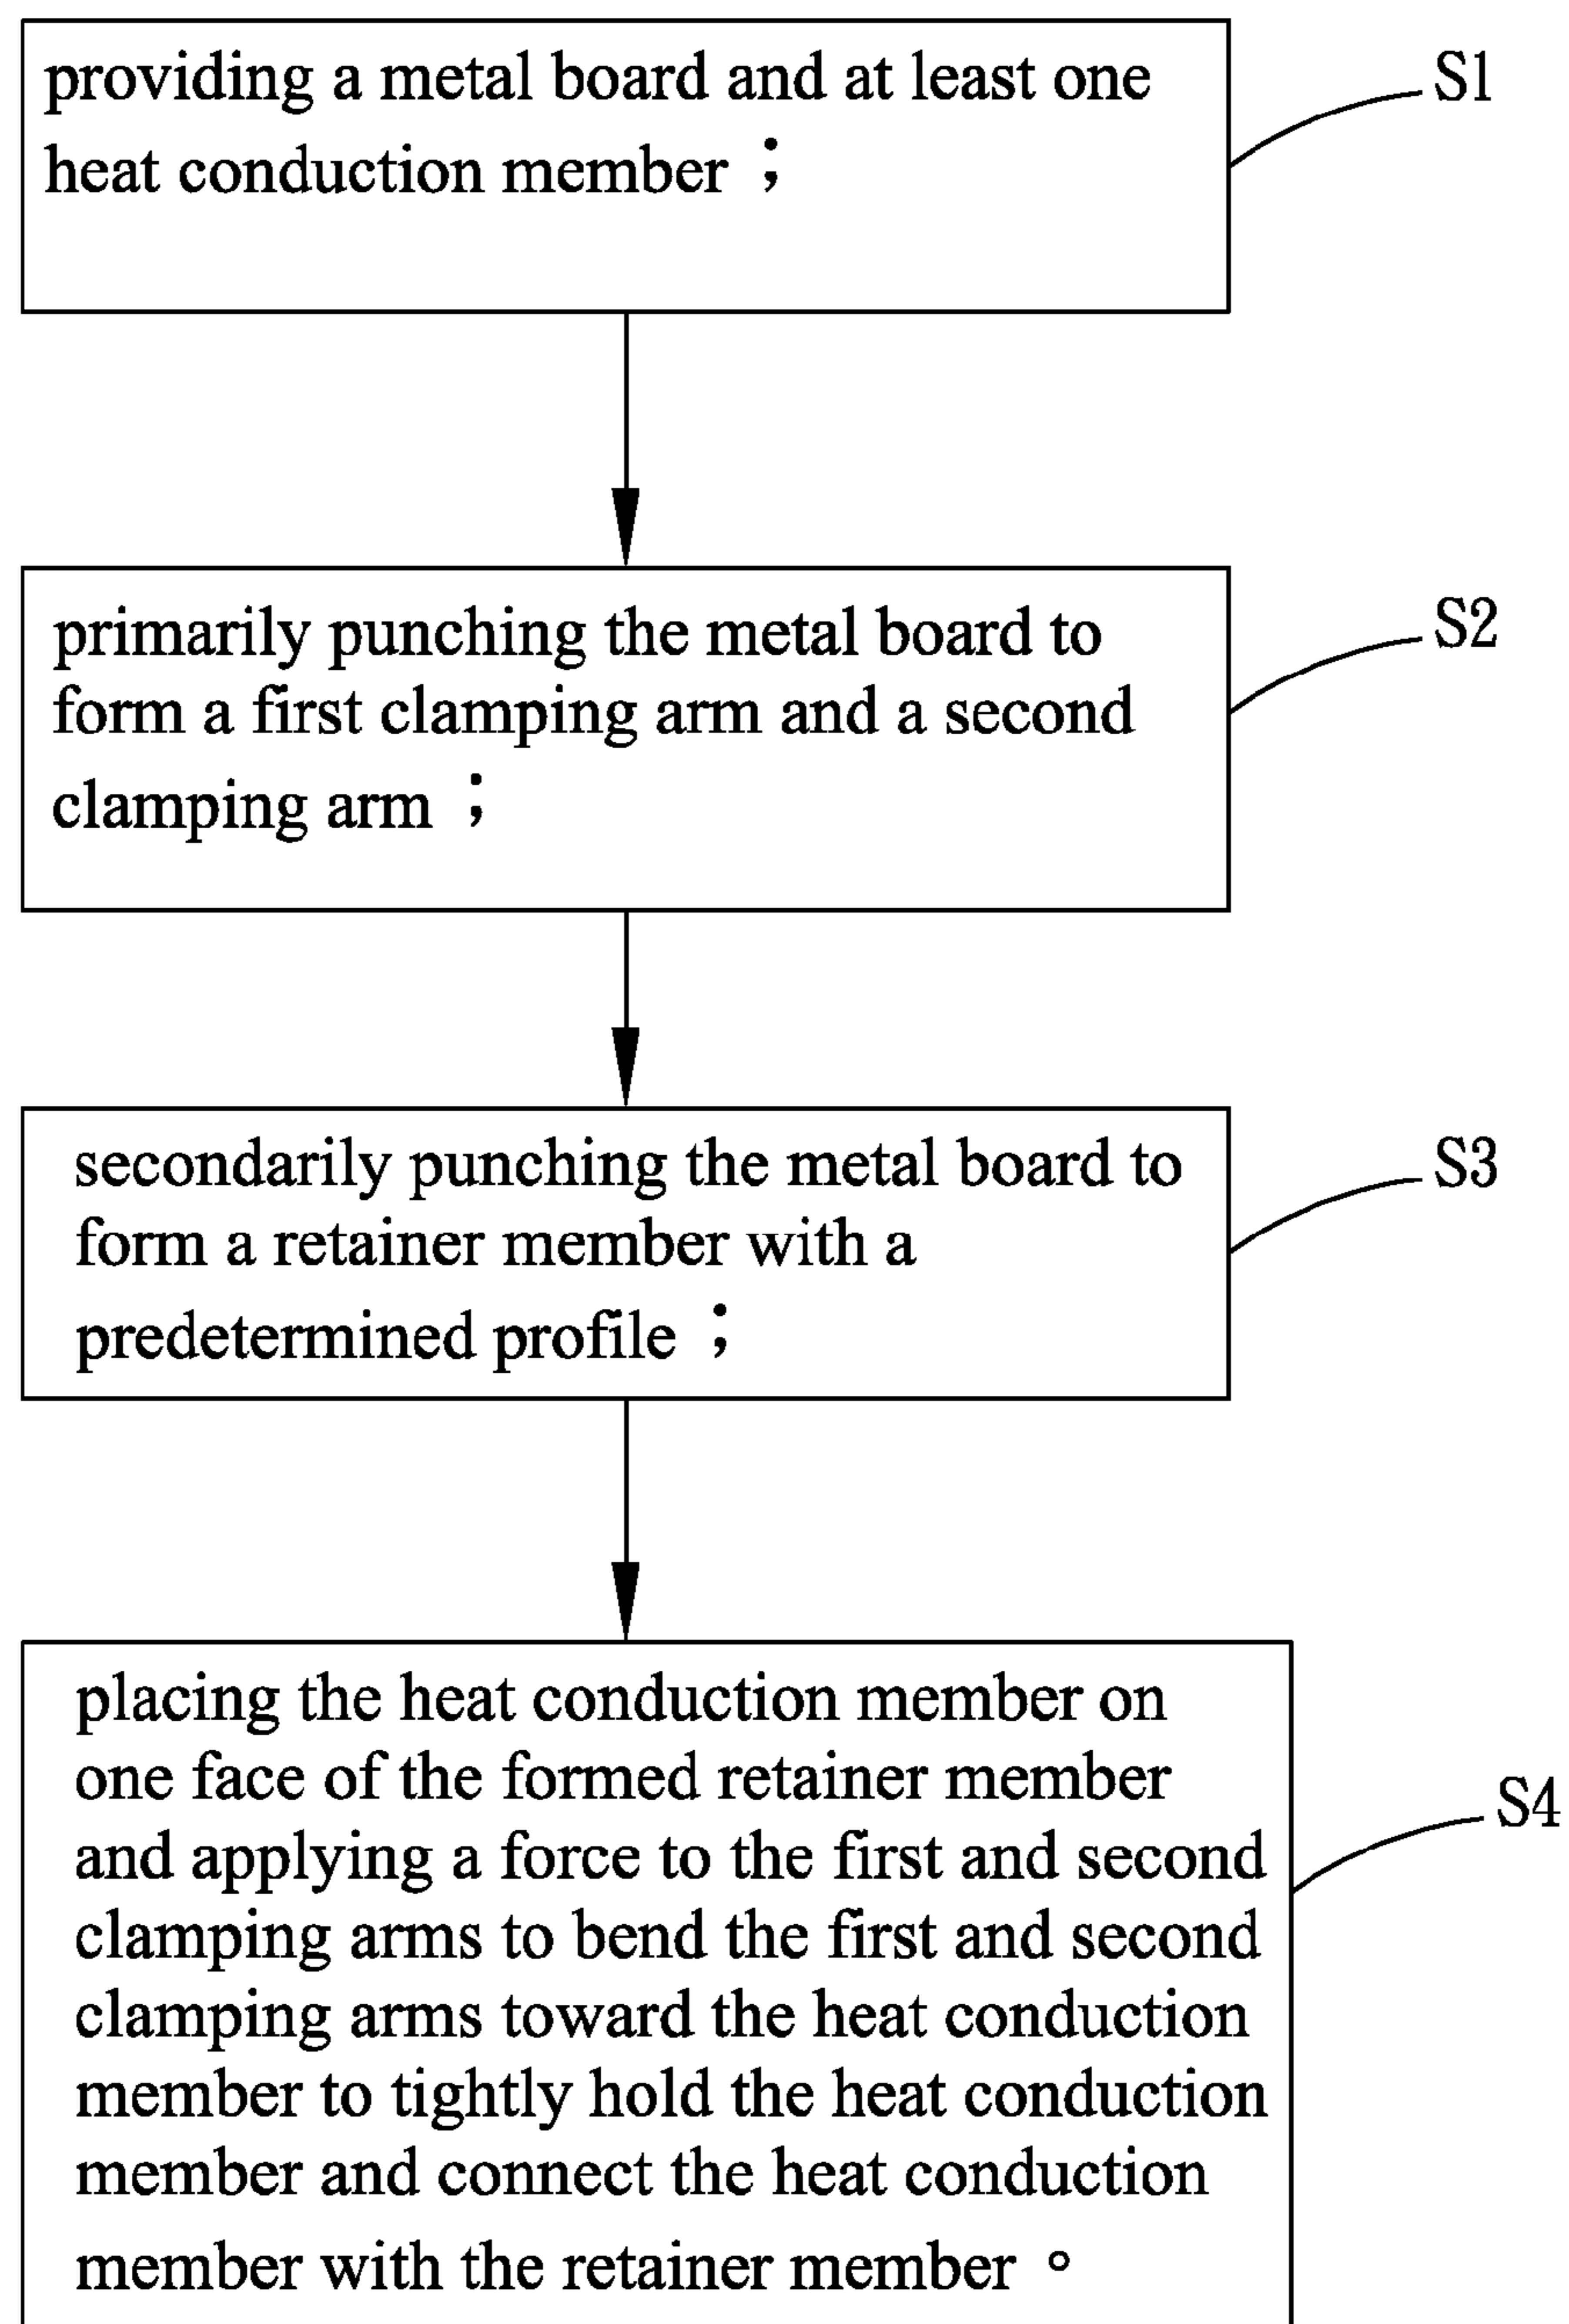 providing a metal board and at least one
heat conduction member ；
S1
primarily punching the metal board to
form a first clamping arm and a second
clamping arm ；
S2
secondarily punching the metal board to
form a retainer member with a
predetermined profile ；
S3
placing the heat conduction member on
one face of the formed retainer member
and applying a force to the first and second
clamping arms to bend the first and second
clamping arms toward the heat conduction
member to tightly hold the heat conduction
member and connect the heat conduction
member with the retainer member 。
S4